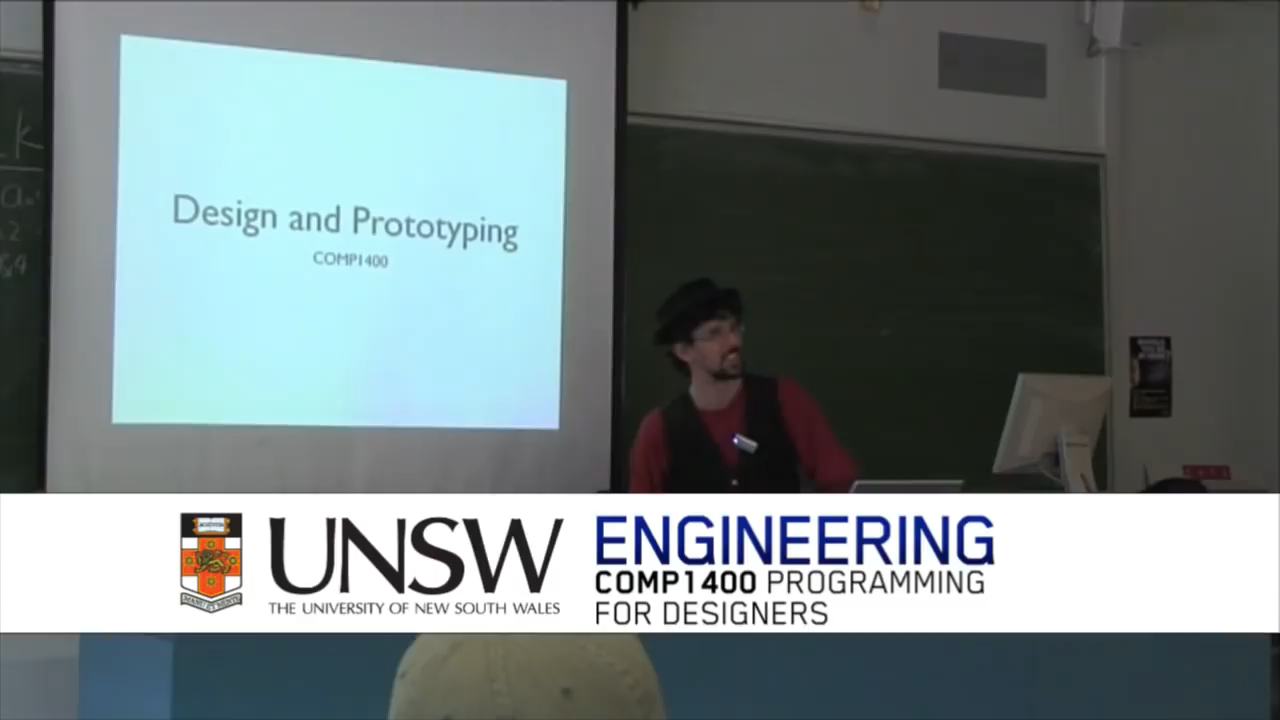 Design and Prototyping
COMP1400
UNSW
THE UNIVERSITY OF NEW SOUTH WALES
ENGINEERING
COMP1400 PROGRAMMING
FOR DESIGNERS